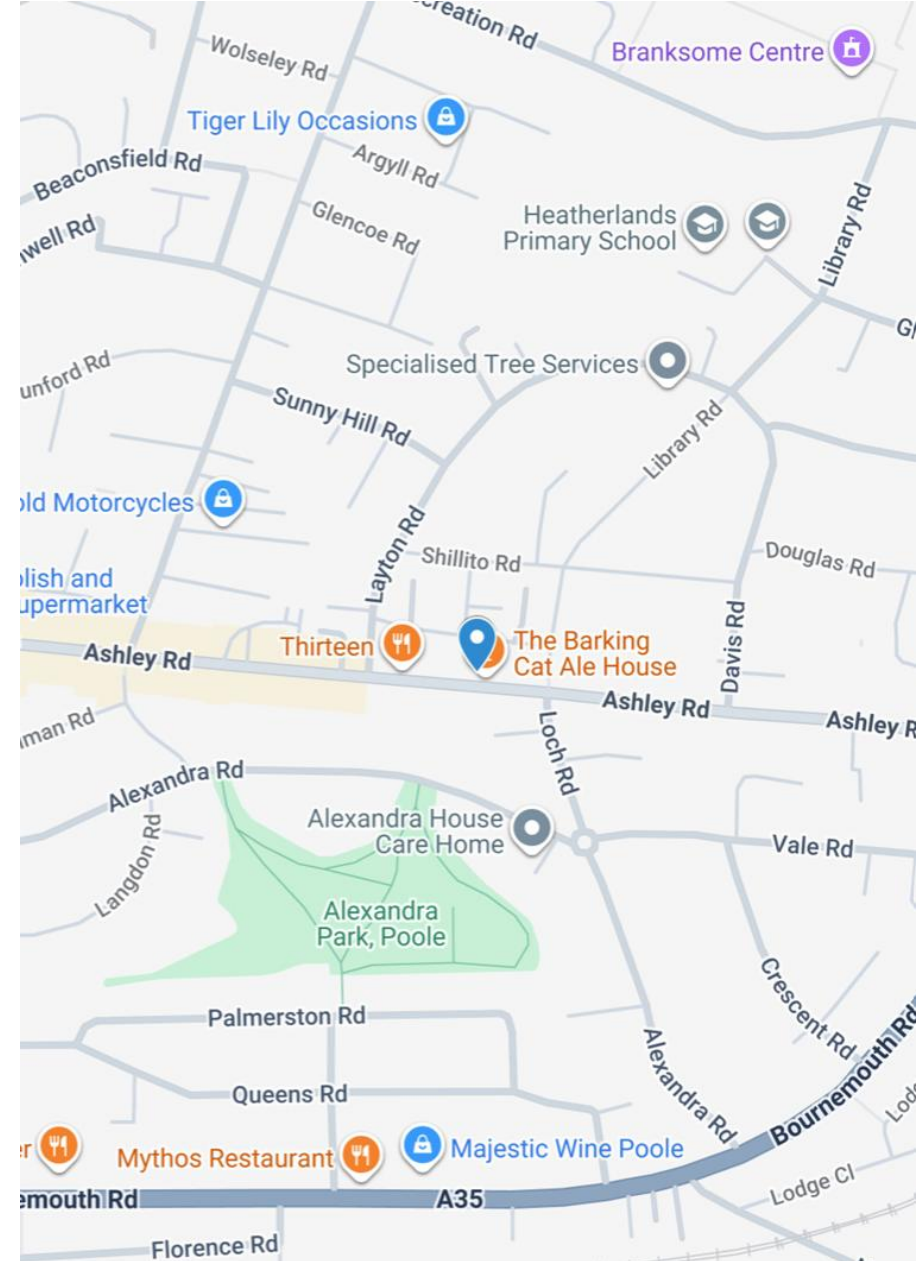 creation Rd
Branksome Centre
Wolseley Rd
Tiger Lily Occasions
Argyll Rd
Beaconsfield Rd
Library Rd
Glencoe Rd
Heatherlands
Primary School
nwell Rd
Gl
Specialised Tree Services
unford Rd
Sunny Hill Rd
Library Rd
old Motorcycles
Layton Rd
Shillito Rd
Douglas Rd
olish and
upermarket
Davis Rd
Thirteen
The Barking
Cat Ale House
Ashley Rd
Ashley Rd
Ashley R
man Rd
Loch Rd
Alexandra Rd
Alexandra House
Care Home
Vale Rd
Langdon Rd
Alexandra
Park, Poole
Crescent Rd
Palmerston Rd
Bournemouth Rd
Alexandra Rd
Queens Rd
Lodg
r
Mythos Restaurant
Majestic Wine Poole
Lodge Cl
emouth Rd
A35
Florence Rd